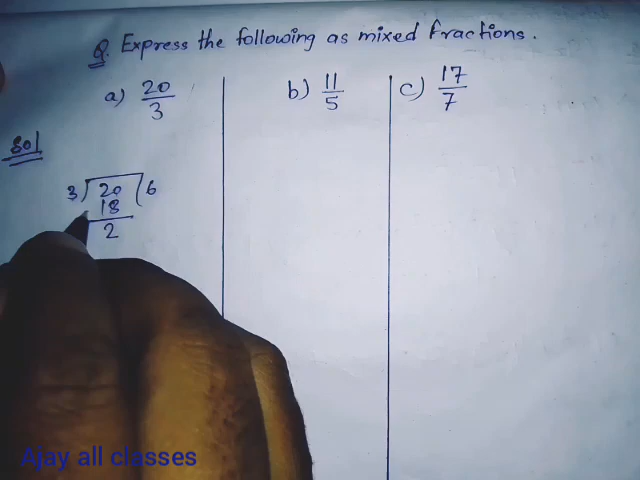 Q. Express the following as mixed fractions.
a) 20/3
b) 11/5
c) 17/7
Sol
3 ) 20 ( 6
18
2
Ajay all classes